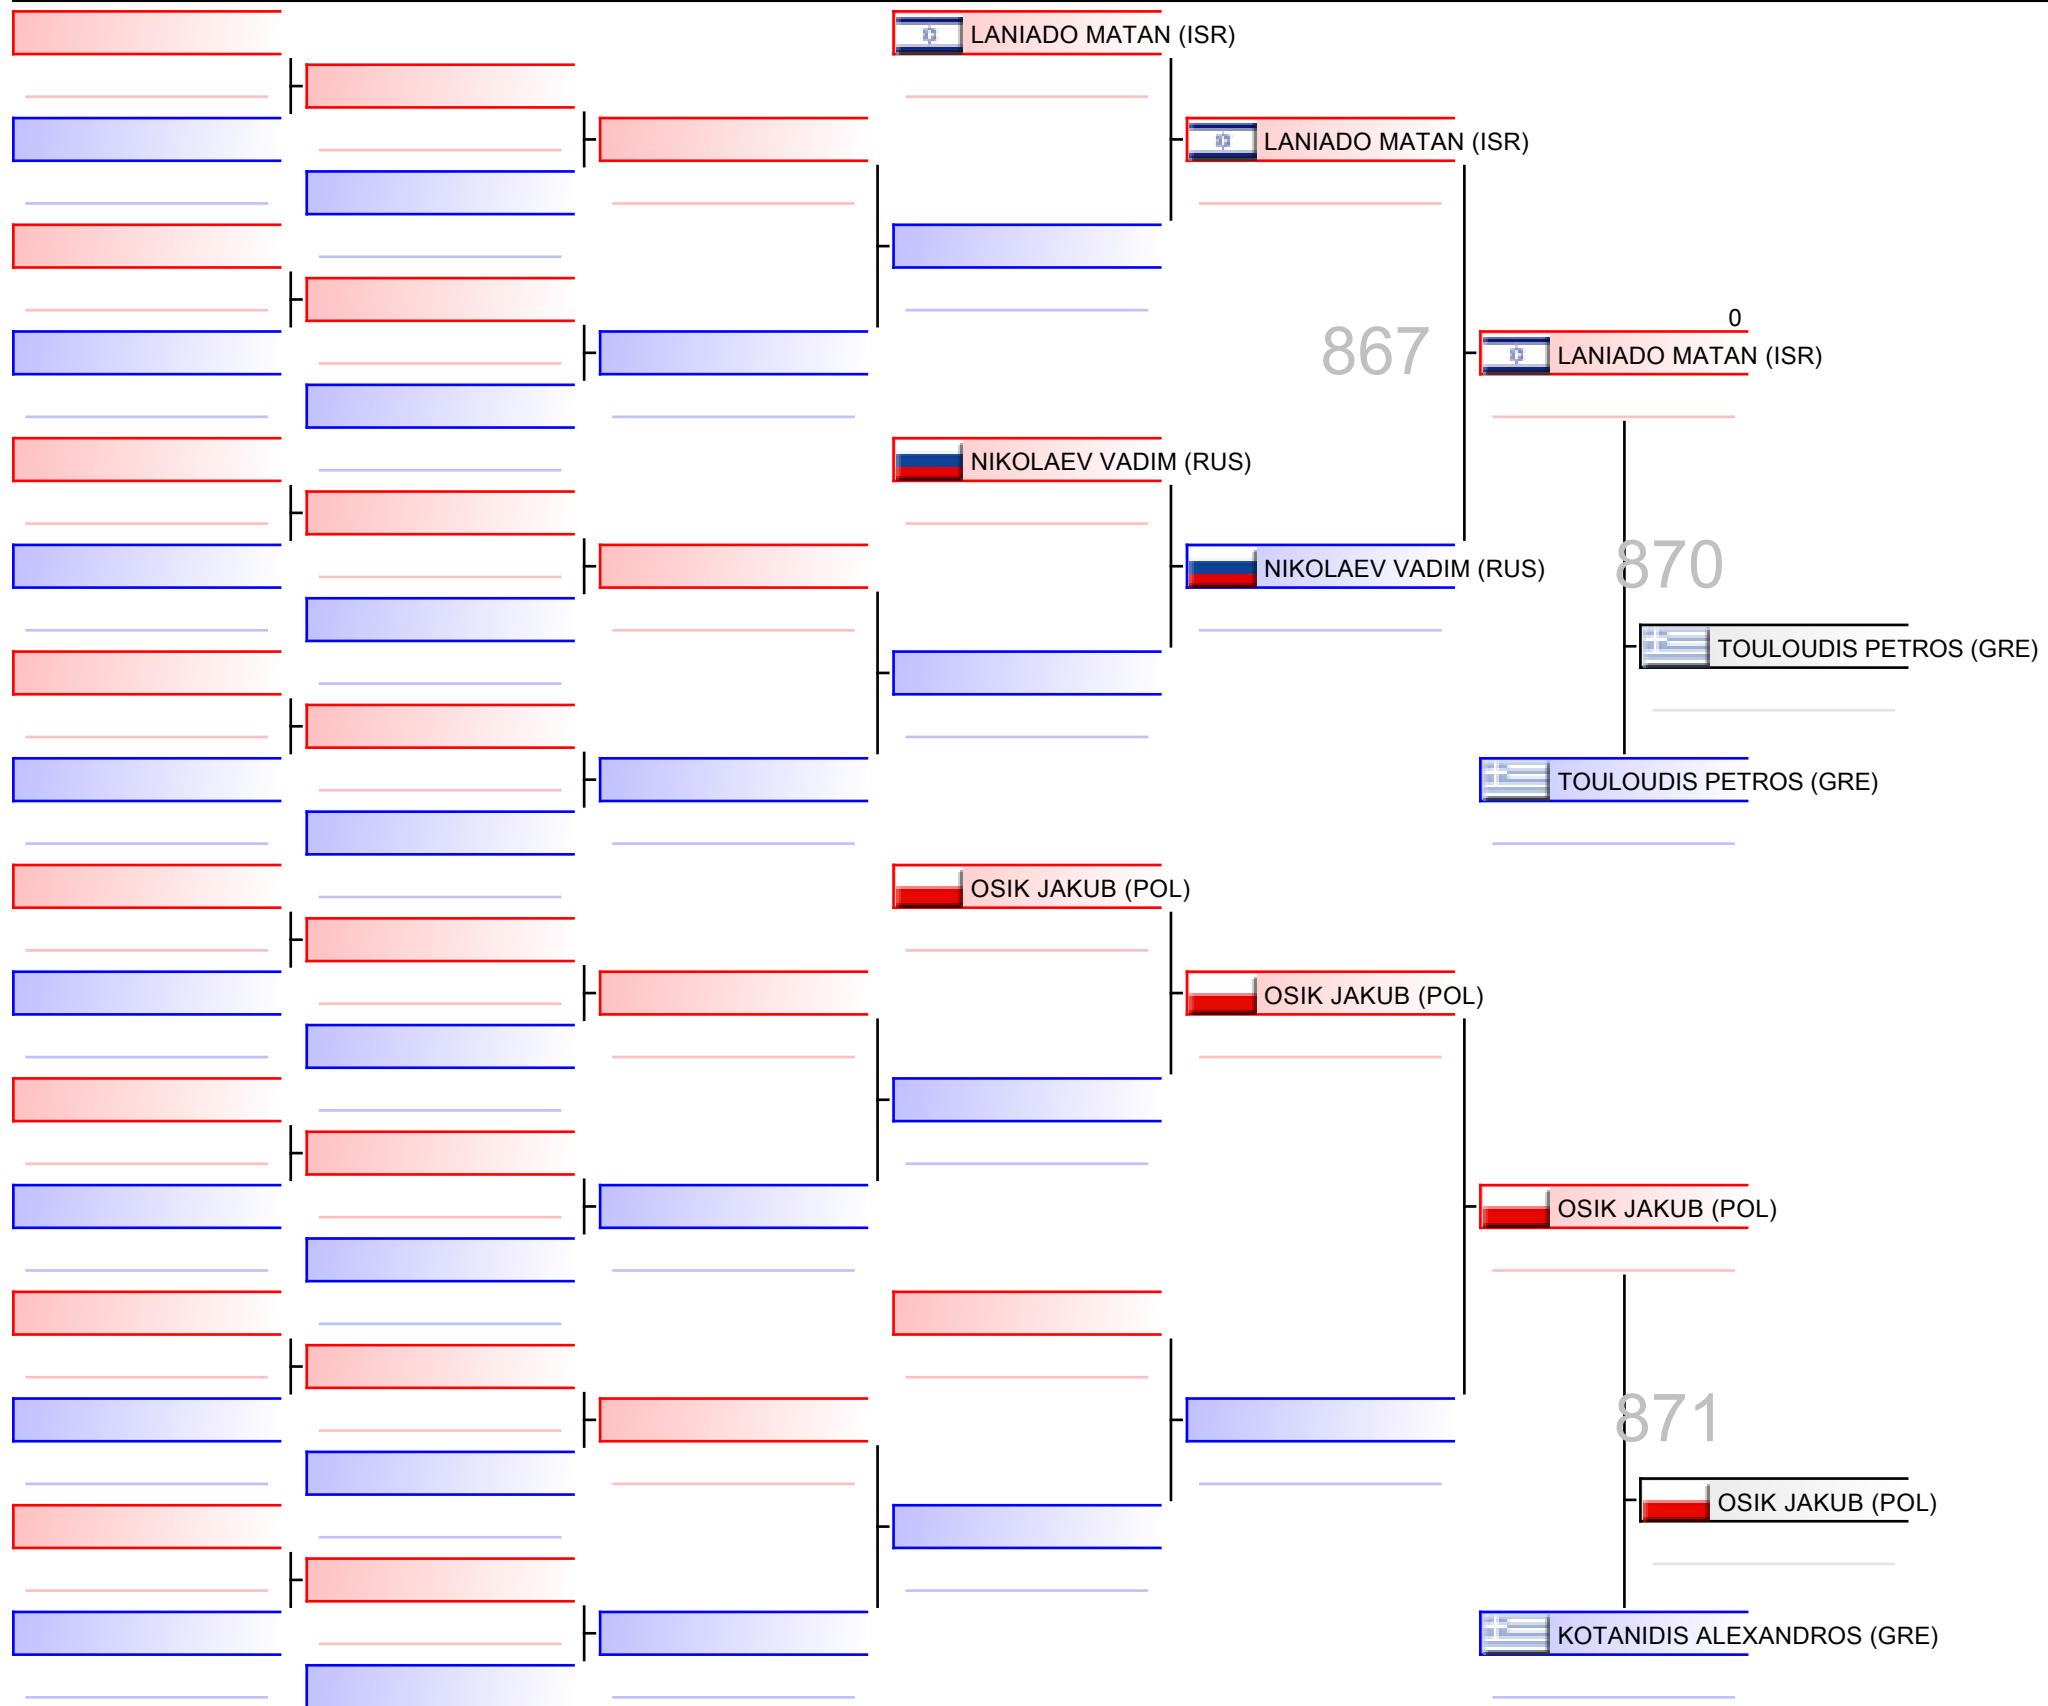 LANIADO MATAN (ISR)
LANIADO MATAN (ISR)
0
867
LANIADO MATAN (ISR)
NIKOLAEV VADIM (RUS)
NIKOLAEV VADIM (RUS)
870
TOULOUDIS PETROS (GRE)
TOULOUDIS PETROS (GRE)
OSIK JAKUB (POL)
OSIK JAKUB (POL)
OSIK JAKUB (POL)
871
OSIK JAKUB (POL)
KOTANIDIS ALEXANDROS (GRE)